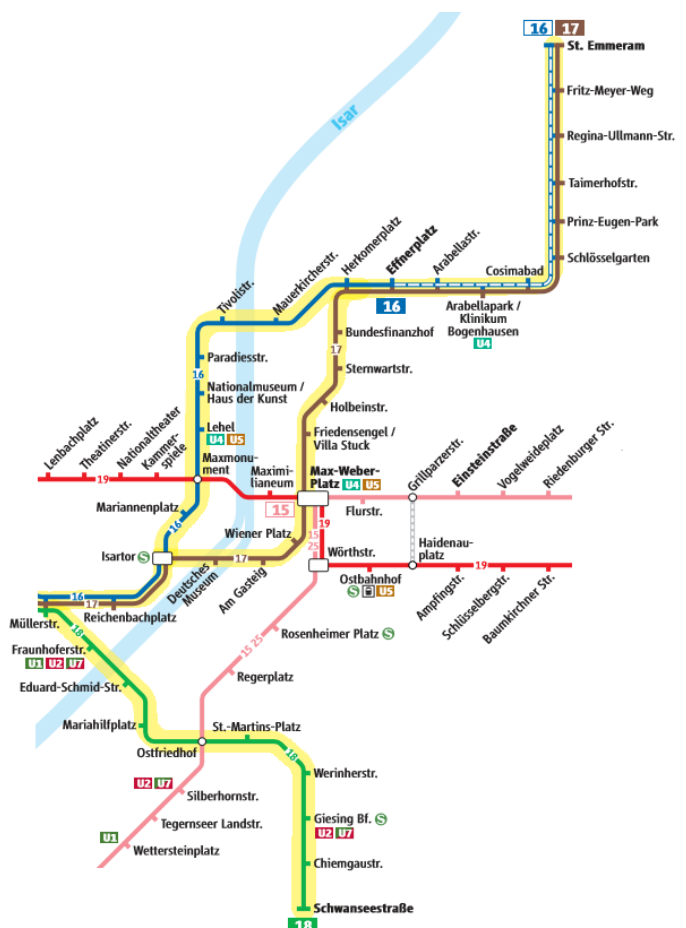 16 17
St. Emmeram
Fritz-Meyer-Weg
Regina-Ullmann-Str.
Taimerhofstr.
Prinz-Eugen-Park
Schlösselgarten
Isar
Tivolistr.
Mauerkircherstr.
Herkomerplatz
Effnerplatz
Arabellastr.
Cosimabad
16
Arabellapark /
Klinikum
Bogenhausen
U4
Bundesfinanzhof
17
Sternwartstr.
Holbeinstr.
Friedensengel /
Villa Stuck
Paradiesstr.
16
Nationalmuseum /
Haus der Kunst
Lehel
U4 U5
Lenbachplatz
Theatinerstr.
Nationaltheater
Kammer-
spiele
Maxmonu-
ment
19
Maximi-
lianeum
Max-Weber-
Platz U4 U5
15
Flurstr.
Grillparzerstr.
Einsteinstraße
Vogelweideplatz
Riedenburger Str.
Mariannenplatz
16
Wiener Platz
15
25
19
Wörthstr.
Haidenau-
platz
Isartor S
17
Deutsches
Museum
Am Gasteig
Ostbahnhof
S U5
19
Ampfingstr.
Schlüsselbergstr.
Baumkirchner Str.
16
17
Müllerstr.
Reichenbachplatz
18
Fraunhoferstr.
U1 U2 U7
Eduard-Schmid-Str.
Mariahilfplatz
Rosenheimer Platz S
15 25
Regerplatz
St.-Martins-Platz
Ostfriedhof
18
Werinherstr.
U2 U7
Silberhornstr.
Tegernseer Landstr.
U1
Wettersteinplatz
Giesing Bf. S
U2 U7
Chiemgaustr.
Schwanseestraße
18